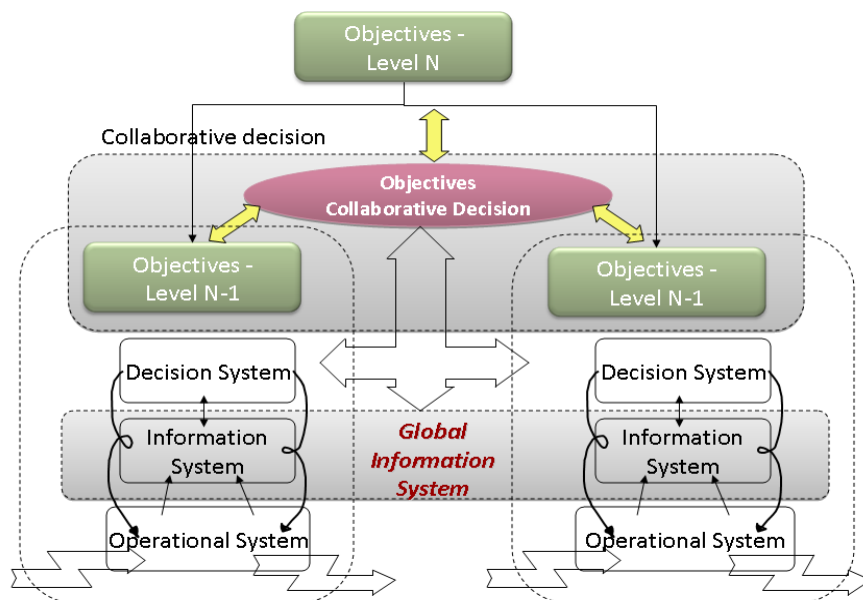 Objectives -
Level N
Collaborative decision
Objectives
Collaborative Decision
Objectives -
Level N-1
Objectives -
Level N-1
Decision System
Decision System
Information
System
Global
Information
System
Information
System
Operational System
Operational System